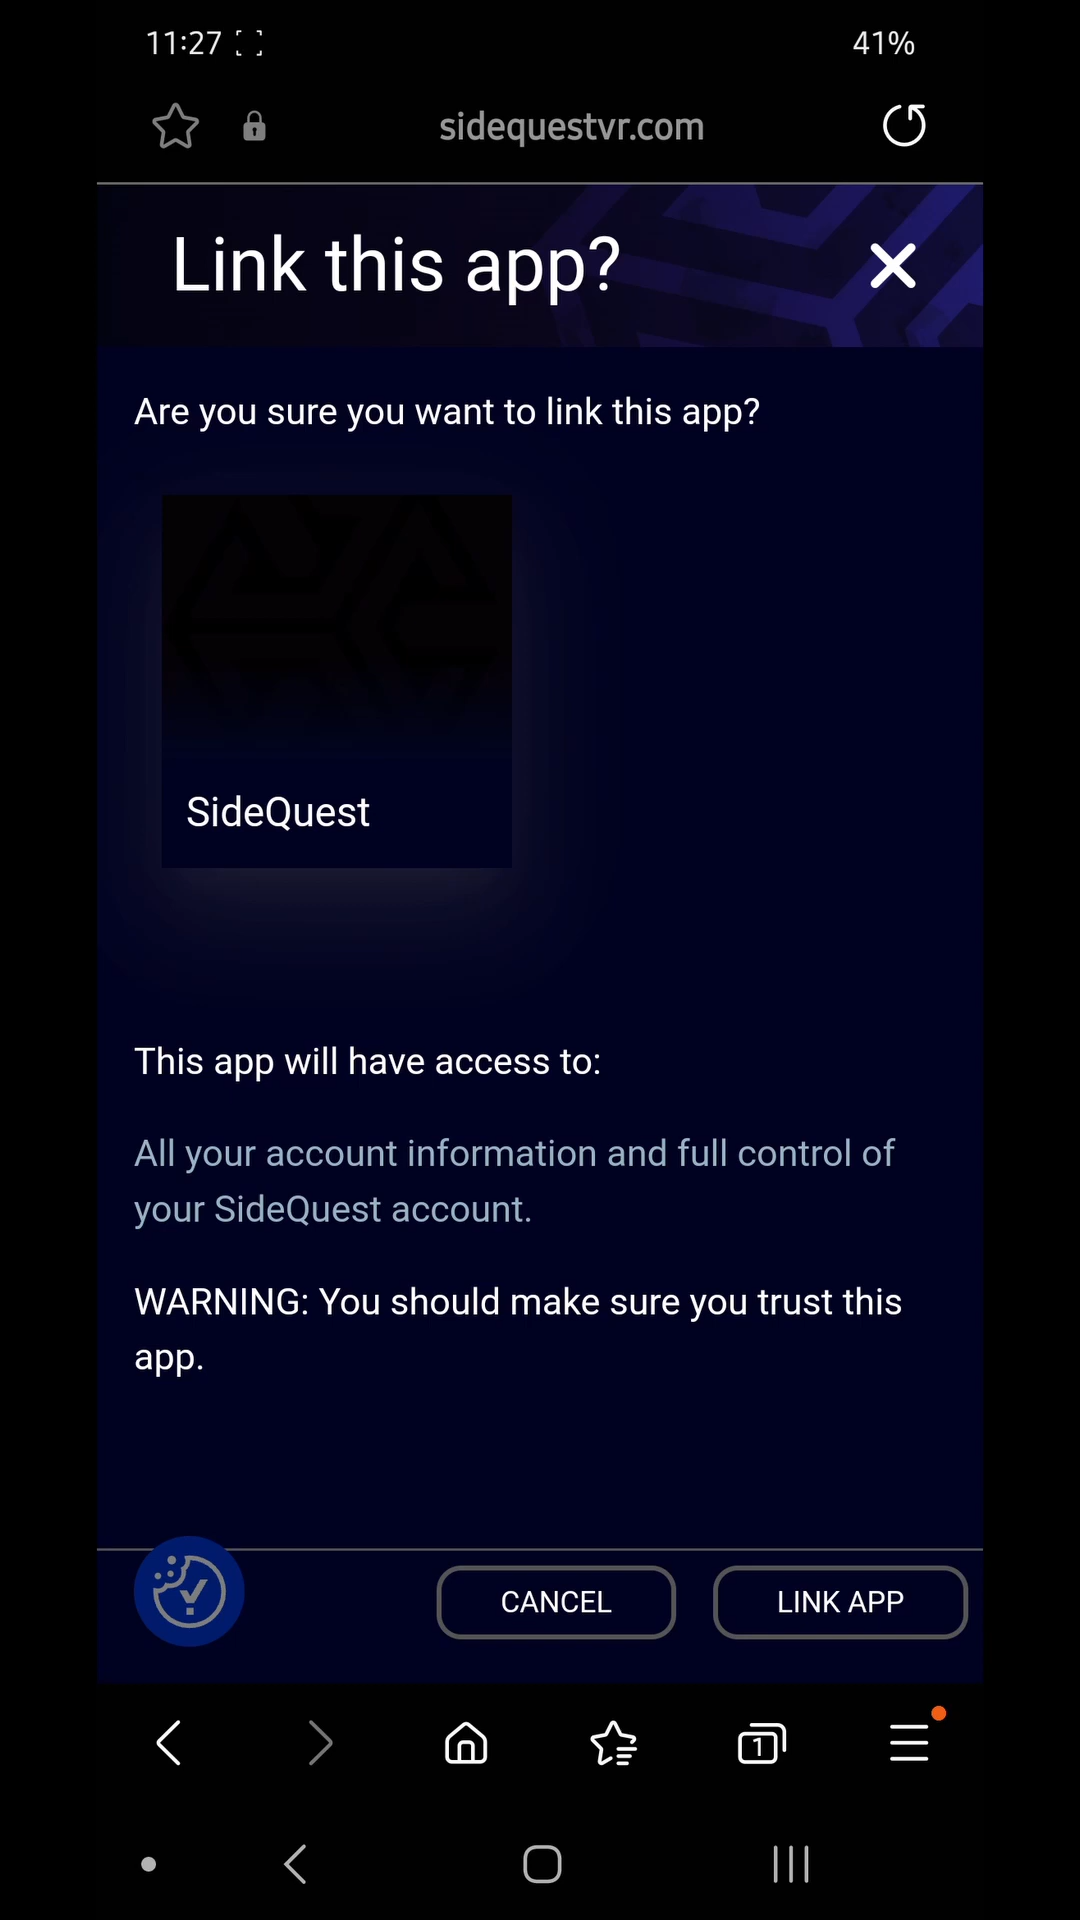 11:27
41%
sidequestvr.com
Link this app?
Are you sure you want to link this app?
SideQuest
This app will have access to:
All your account information and full control of
your SideQuest account.
WARNING: You should make sure you trust this
app.
CANCEL
LINK APP
1